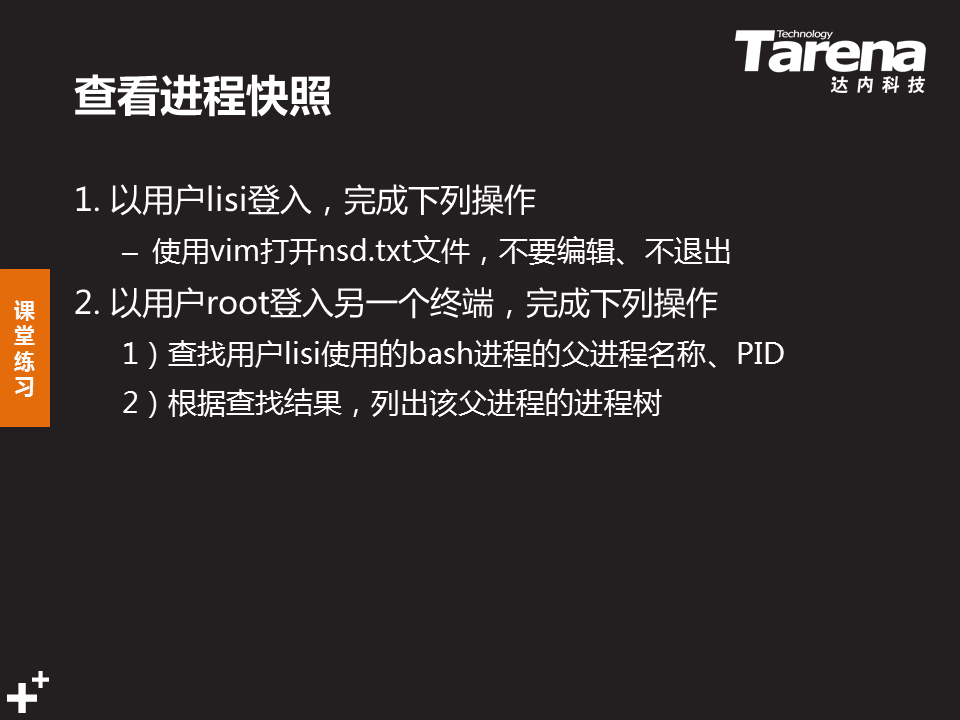 Technology
Tarena
达内科技
查看进程快照
1. 以用户lisi登入，完成下列操作
– 使用vim打开nsd.txt文件，不要编辑、不退出
2. 以用户root登入另一个终端，完成下列操作
1）查找用户lisi使用的bash进程的父进程名称、PID
2）根据查找结果，列出该父进程的进程树
课
堂
练
习